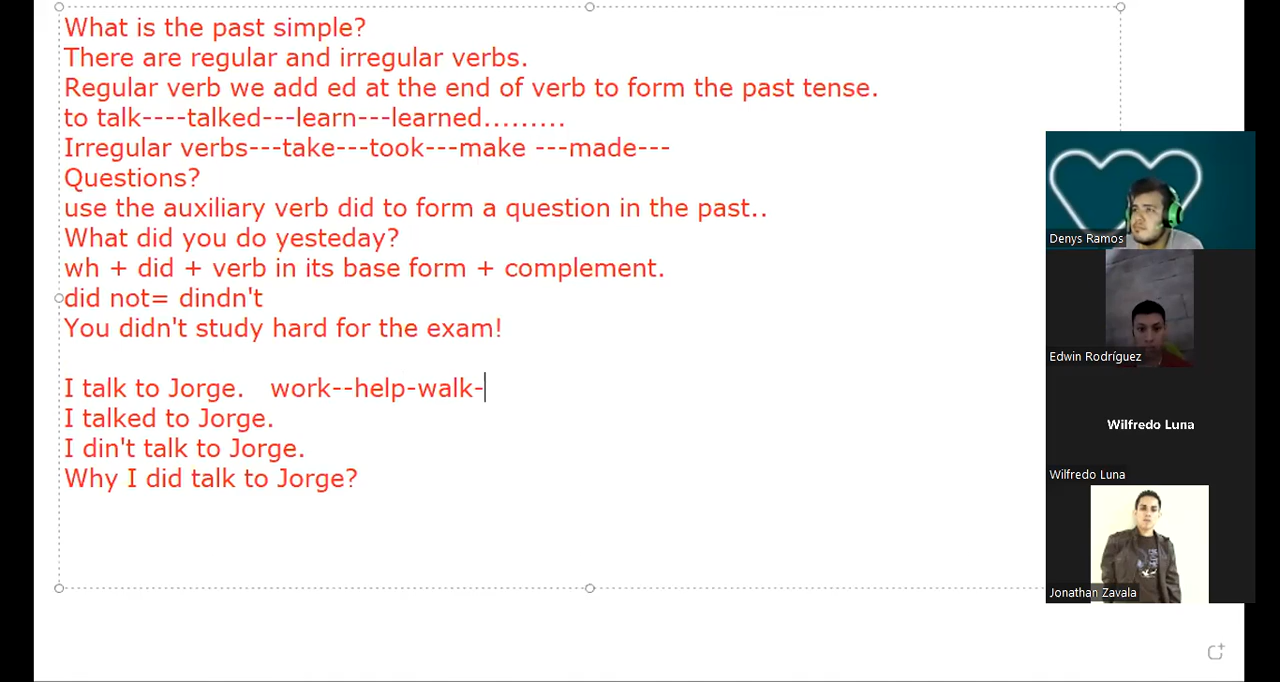 What is the past simple?
There are regular and irregular verbs.
Regular verb we add ed at the end of verb to form the past tense.
to talk----talked---learn---learned.........
Irregular verbs---take---took---make ---made---
Questions?
use the auxiliary verb did to form a question in the past..
What did you do yesteday?
wh + did + verb in its base form + complement.
did not= dindn't
You didn't study hard for the exam!
I talk to Jorge.   work--help-walk-
I talked to Jorge.
I din't talk to Jorge.
Why I did talk to Jorge?
Denys Ramos
Edwin Rodríguez
Wilfredo Luna
Wilfredo Luna
Jonathan Zavala